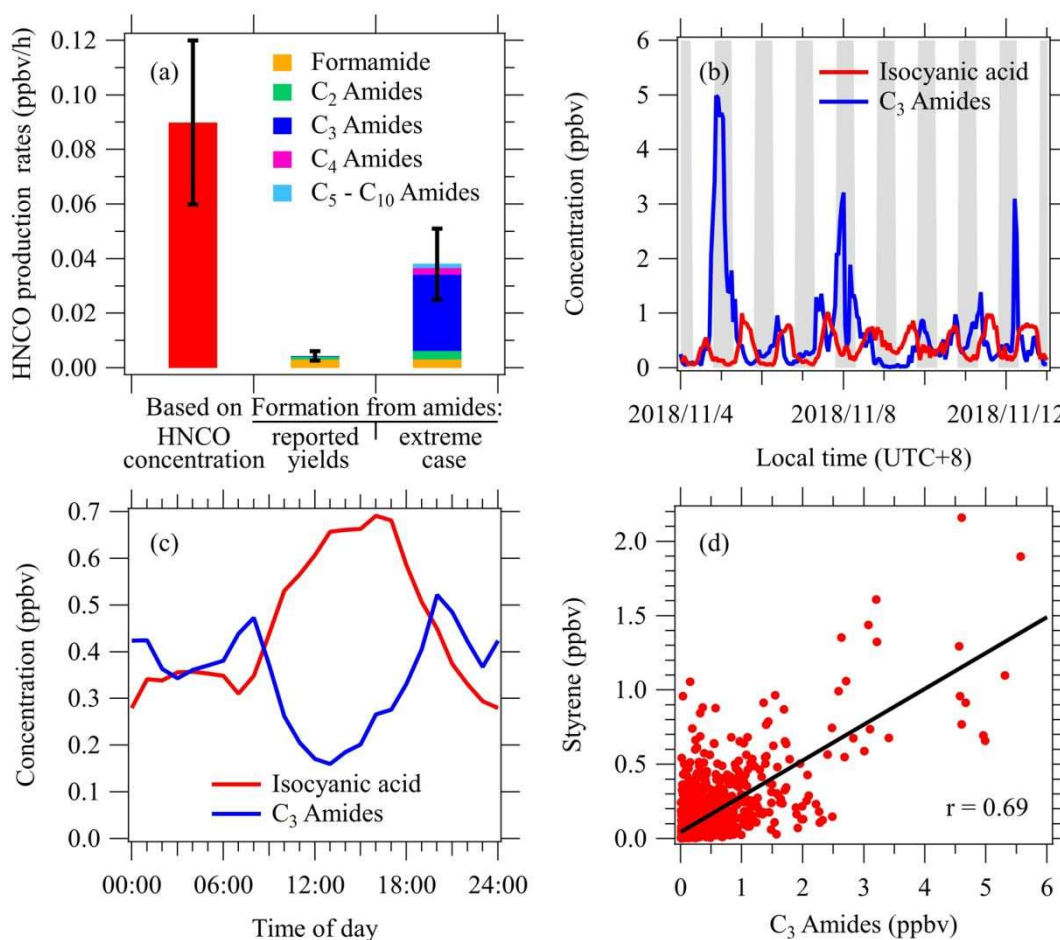 (a)
HNCO production rates (ppbv/h)
0.12
0.10
0.08
0.06
0.04
0.02
0.00
Formamide
C₂ Amides
C₃ Amides
C₄ Amides
C₅ - C₁₀ Amides
Based on
HNCO
concentration
Formation from amides:
reported
yields
extreme
case
(b)
Concentration (ppbv)
6
5
4
3
2
1
0
Isocyanic acid
C₃ Amides
2018/11/4 2018/11/8 2018/11/12
Local time (UTC+8)
(c)
Concentration (ppbv)
0.7
0.6
0.5
0.4
0.3
0.2
0.1
0.0
Isocyanic acid
C₃ Amides
00:00 06:00 12:00 18:00 24:00
Time of day
(d)
Styrene (ppbv)
2.0
1.5
1.0
0.5
0.0
r = 0.69
0 1 2 3 4 5 6
C₃ Amides (ppbv)